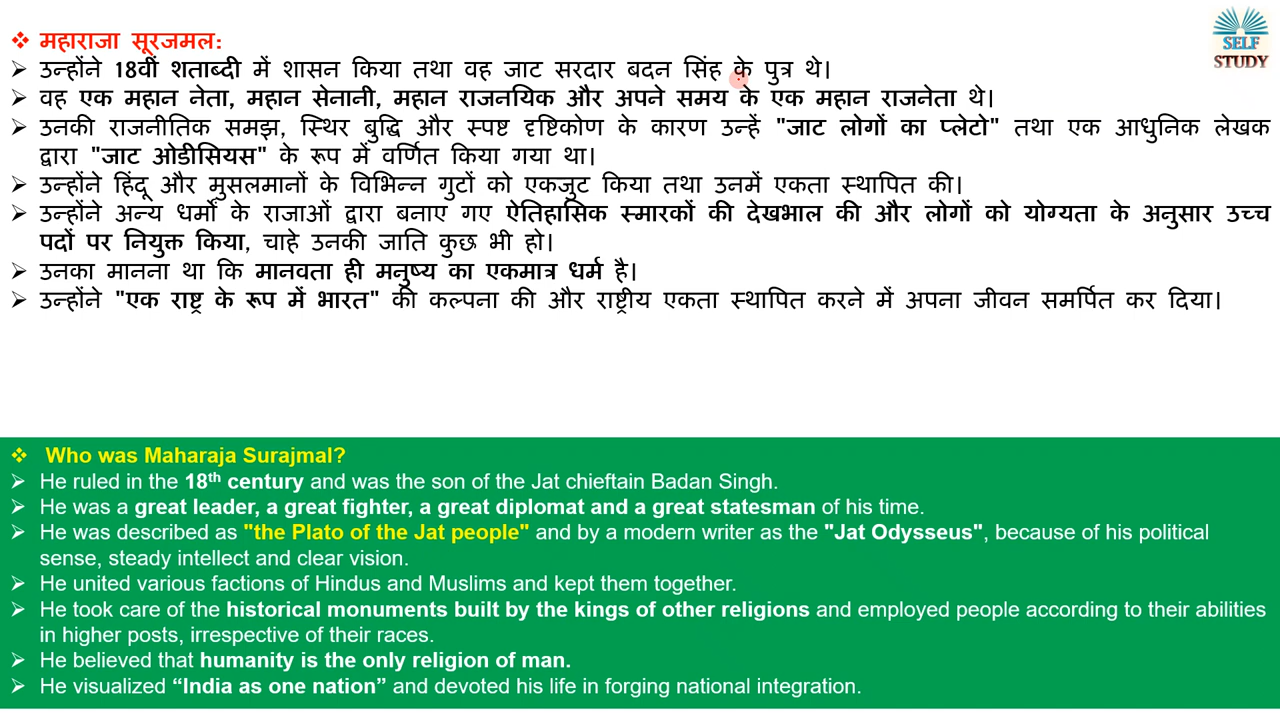 ❖ महाराजा सूरजमल:
➢ उन्होंने 18वीं शताब्दी में शासन किया तथा वह जाट सरदार बदन सिंह के पुत्र थे।
➢ वह एक महान नेता, महान सेनानी, महान राजनयिक और अपने समय के एक महान राजनेता थे।
➢ उनकी राजनीतिक समझ, स्थिर बुद्धि और स्पष्ट दृष्टिकोण के कारण उन्हें "जाट लोगों का प्लेटो" तथा एक आधुनिक लेखक
द्वारा "जाट ओडीसियस" के रूप में वर्णित किया गया था।
➢ उन्होंने हिंदू और मुसलमानों के विभिन्न गुटों को एकजुट किया तथा उनमें एकता स्थापित की।
➢ उन्होंने अन्य धर्मों के राजाओं द्वारा बनाए गए ऐतिहासिक स्मारकों की देखभाल की और लोगों को योग्यता के अनुसार उच्च
पदों पर नियुक्त किया, चाहे उनकी जाति कुछ भी हो।
➢ उनका मानना था कि मानवता ही मनुष्य का एकमात्र धर्म है।
➢ उन्होंने "एक राष्ट्र के रूप में भारत" की कल्पना की और राष्ट्रीय एकता स्थापित करने में अपना जीवन समर्पित कर दिया।
SELF
STUDY
❖ Who was Maharaja Surajmal?
➢ He ruled in the 18th century and was the son of the Jat chieftain Badan Singh.
➢ He was a great leader, a great fighter, a great diplomat and a great statesman of his time.
➢ He was described as "the Plato of the Jat people" and by a modern writer as the "Jat Odysseus", because of his political
sense, steady intellect and clear vision.
➢ He united various factions of Hindus and Muslims and kept them together.
➢ He took care of the historical monuments built by the kings of other religions and employed people according to their abilities
in higher posts, irrespective of their races.
➢ He believed that humanity is the only religion of man.
➢ He visualized “India as one nation” and devoted his life in forging national integration.